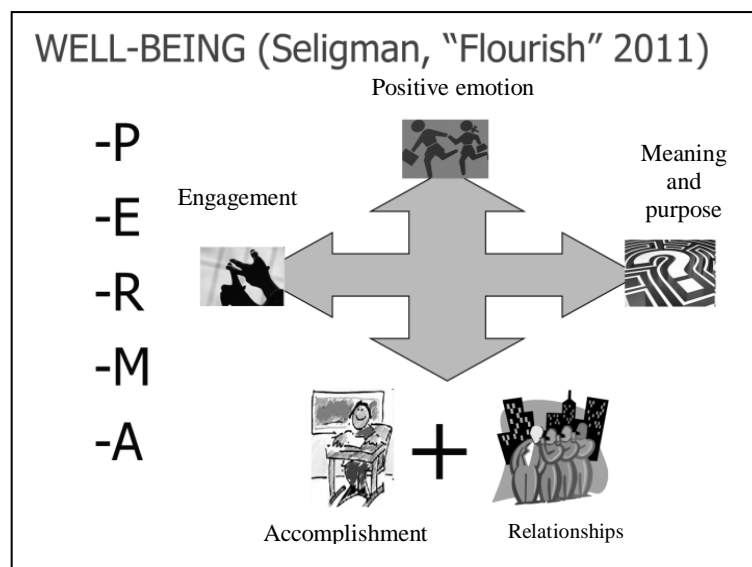 WELL-BEING (Seligman, “Flourish” 2011)
Positive emotion
-P
-E
-R
-M
-A
Engagement
Meaning
and
purpose
Accomplishment
+
Relationships